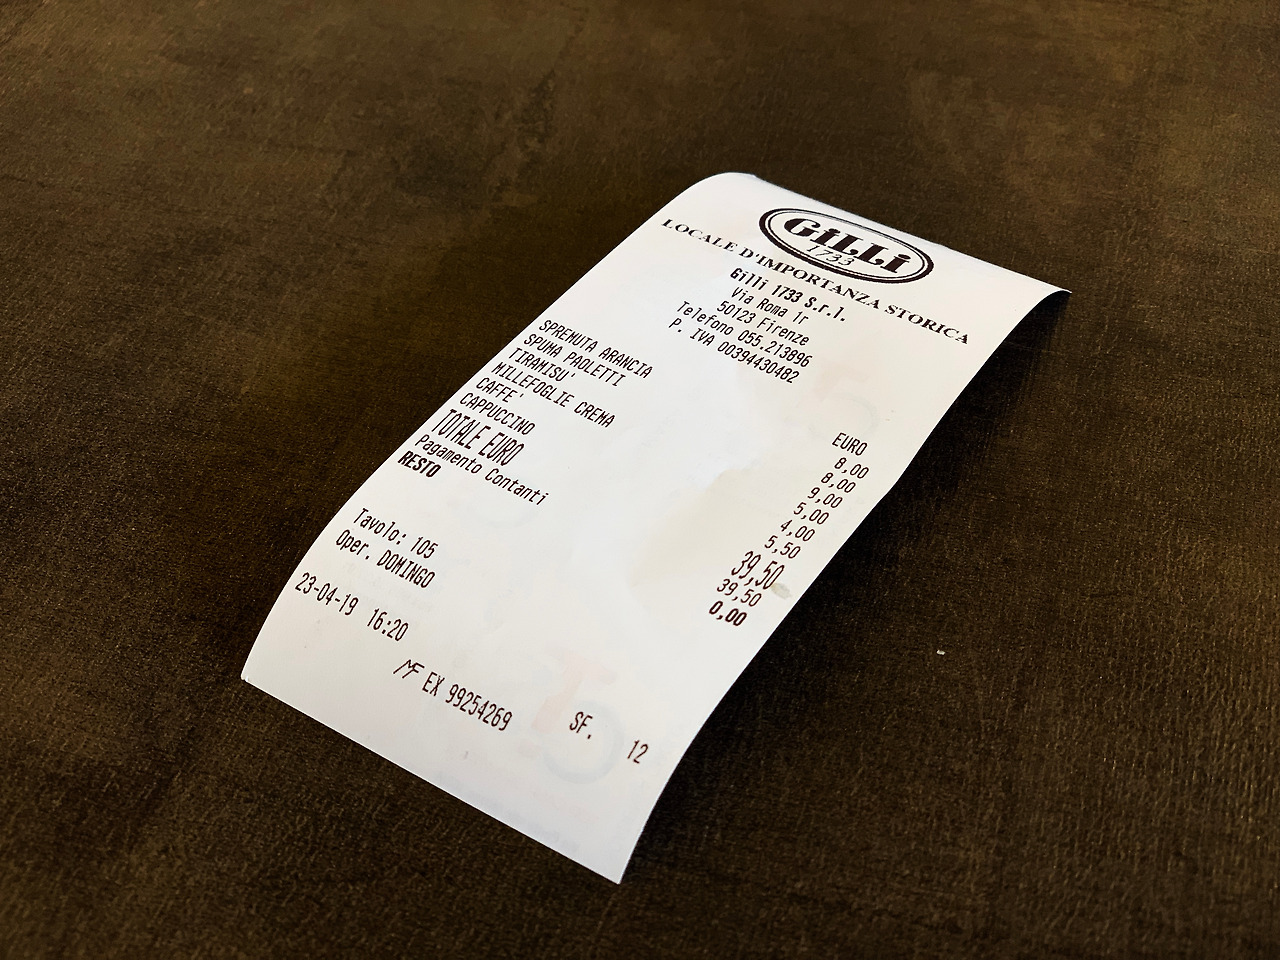 GiLLi
1733
LOCALE D'IMPORTANZA STORICA
Gilli 1733 S.r.l.
Via Roma 1r
50123 Firenze
Telefono 055.213896
P. IVA 00394430482
EURO
SPREMUTA ARANCIA 8,00
SPUMA PAOLETTI 8,00
TIRAMISU' 9,00
MILLEFOGLIE CREMA 5,00
CAFFE' 4,00
CAPPUCCINO 5,50
TOTALE EURO 39,50
Pagamento Contanti 39,50
RESTO 0,00
Tavolo: 105
Oper. DOMINGO
23-04-19 16:20 SF. 12
MF EX 99254269